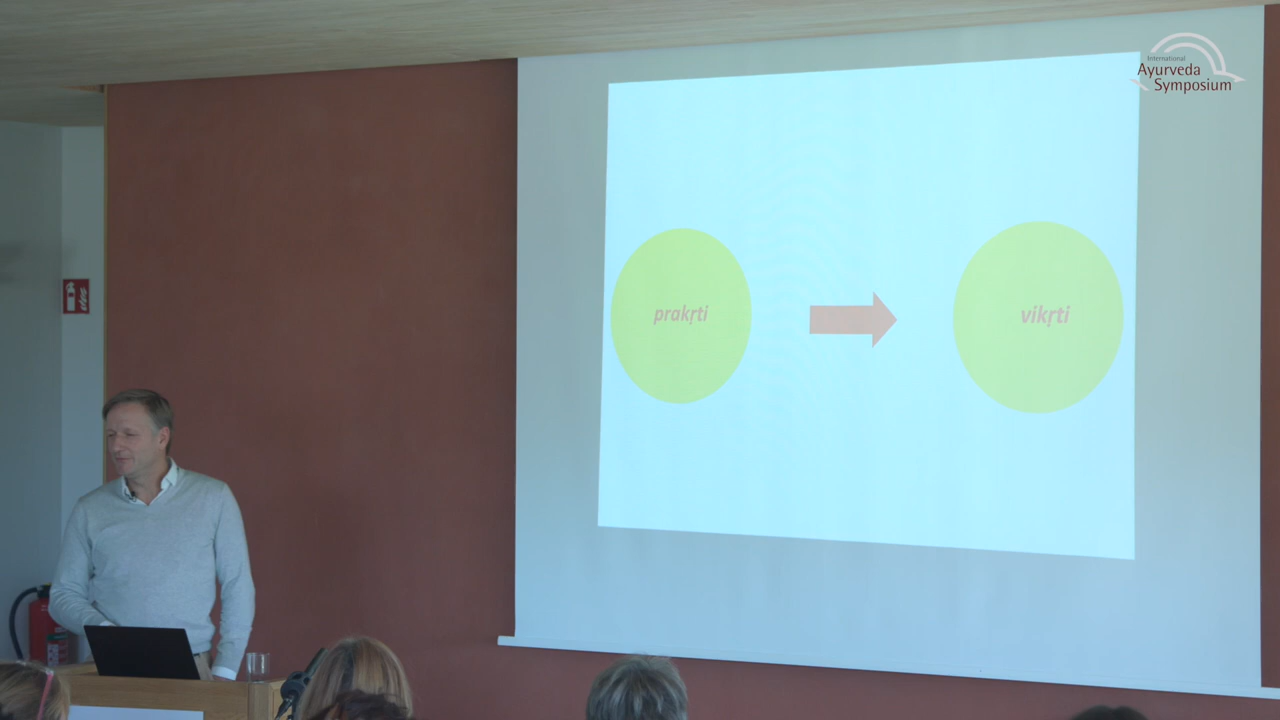 International
Ayurveda
Symposium
prakṛti
vikṛti